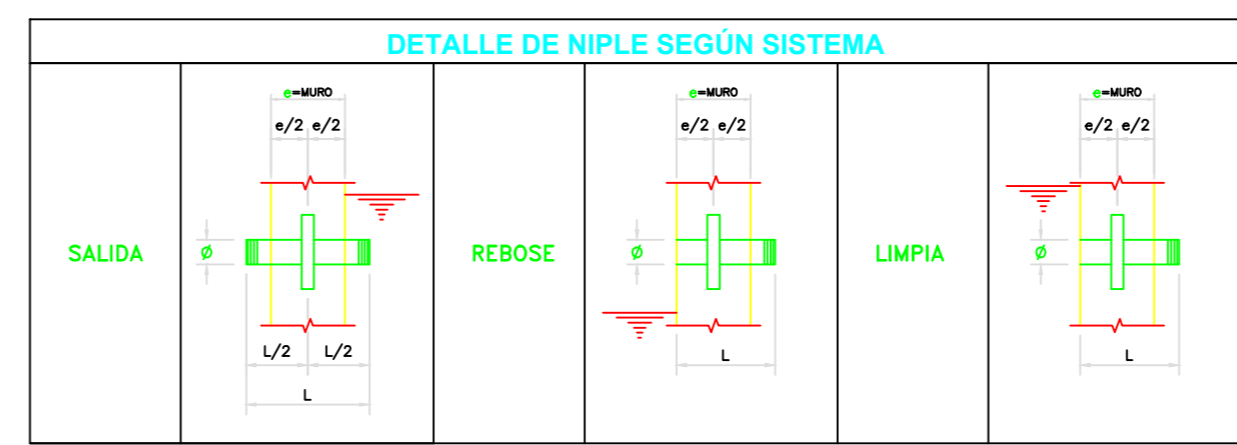 DETALLE DE NIPLE SEGÚN SISTEMA
SALIDA
e=MURO
e/2 e/2
Ø
L/2 L/2
L
REBOSE
e=MURO
e/2 e/2
Ø
L
LIMPIA
e=MURO
e/2 e/2
Ø
L